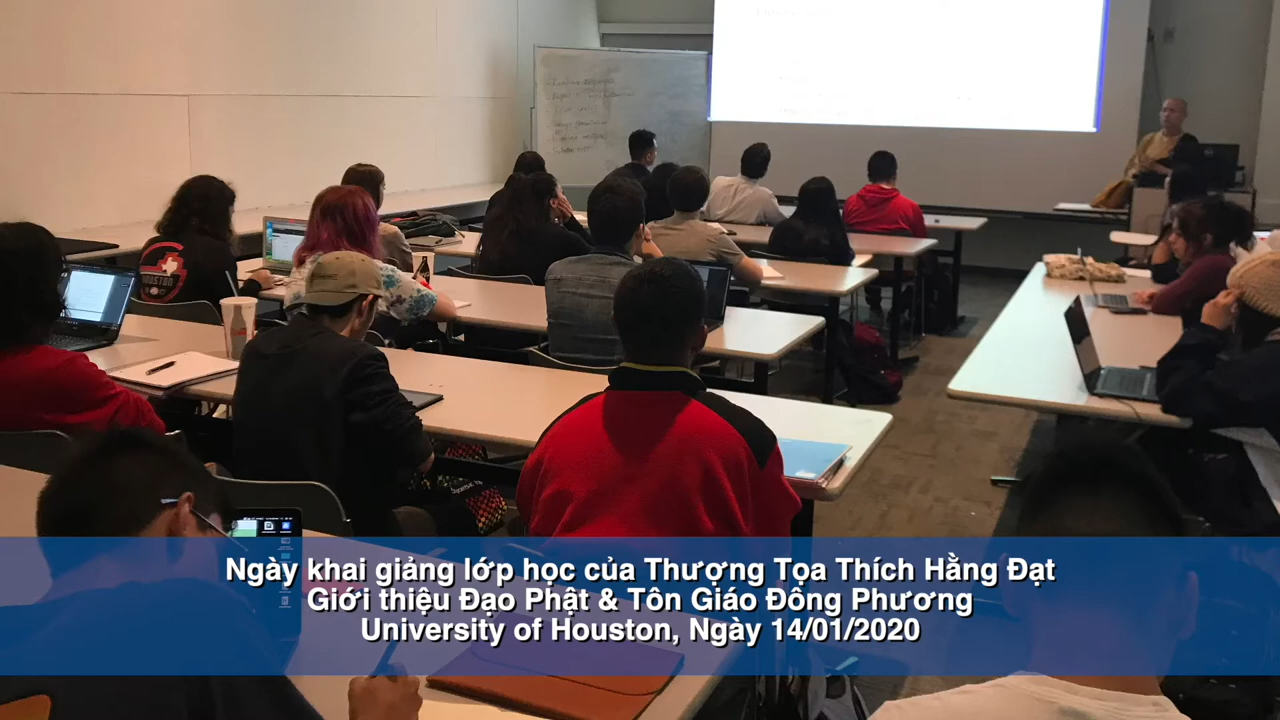 HOUSTON
Ngày khai giảng lớp học của Thượng Tọa Thích Hằng Đạt
Giới thiệu Đạo Phật & Tôn Giáo Đông Phương
University of Houston, Ngày 14/01/2020